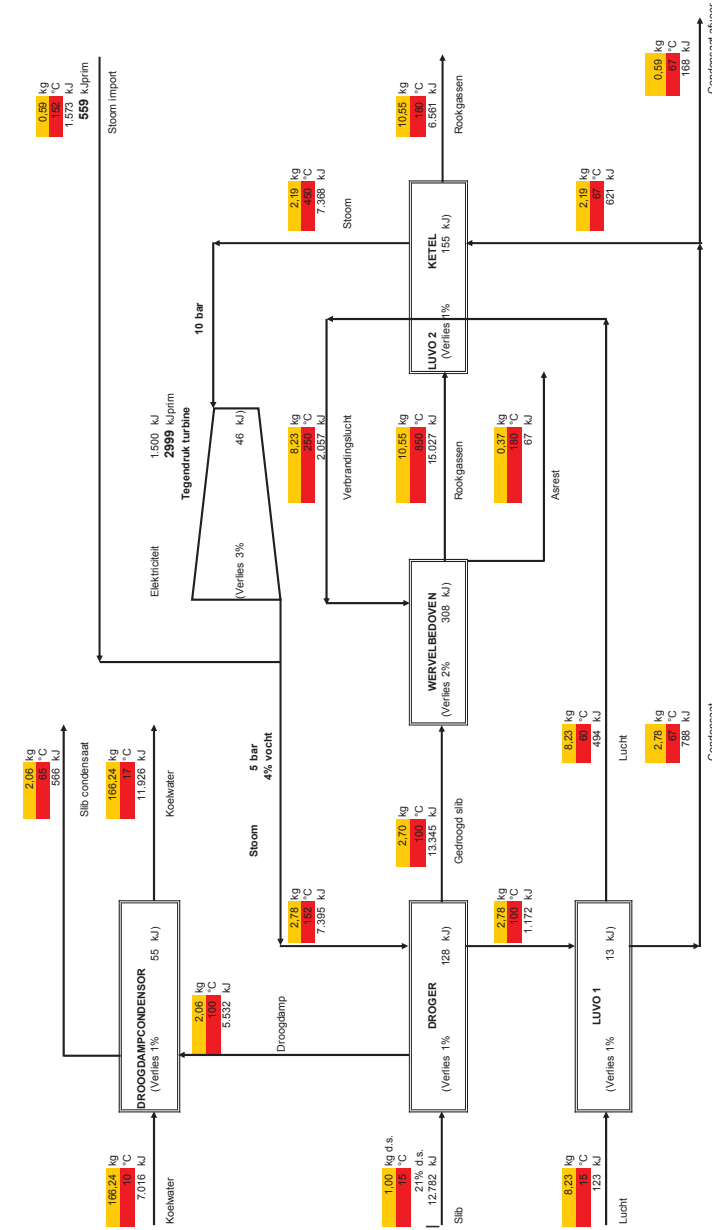 166,24 kg
10 °C
7.016 kJ
Koelwater
DROOGDAMPCONDENSOR
(Verlies 1% 55 kJ)
2,06 kg
65 °C
566 kJ
Slib condensaat
166,24 kg
17 °C
11.926 kJ
Koelwater
0,59 kg
152 °C
1.573 kJ
559 kJprim
Stoom import
2,06 kg
100 °C
5.532 kJ
Droogdamp
Stoom
5 bar
4% vocht
Elektriciteit
1.500 kJ
2999 kJprim
Tegendruk turbine
(Verlies 3% 46 kJ)
10 bar
2,19 kg
450 °C
7.368 kJ
Stoom
2,78 kg
152 °C
7.395 kJ
8,23 kg
250 °C
2.057 kJ
Verbrandingslucht
1,00 kg d.s.
15 °C
21% d.s.
12.782 kJ
Slib
DROGER
(Verlies 1% 128 kJ)
2,70 kg
100 °C
13.345 kJ
Gedroogd slib
WERVELBEDOVEN
(Verlies 2% 308 kJ)
10,55 kg
850 °C
15.027 kJ
Rookgassen
LUVO 2 KETEL
(Verlies 1% 155 kJ)
10,55 kg
180 °C
6.561 kJ
Rookgassen
2,78 kg
100 °C
1.172 kJ
0,37 kg
180 °C
67 kJ
Asrest
2,19 kg
67 °C
621 kJ
8,23 kg
15 °C
123 kJ
Lucht
LUVO 1
(Verlies 1% 13 kJ)
8,23 kg
60 °C
494 kJ
Lucht
2,78 kg
67 °C
788 kJ
Condensaat
0,59 kg
67 °C
168 kJ
Condensaat afvoer